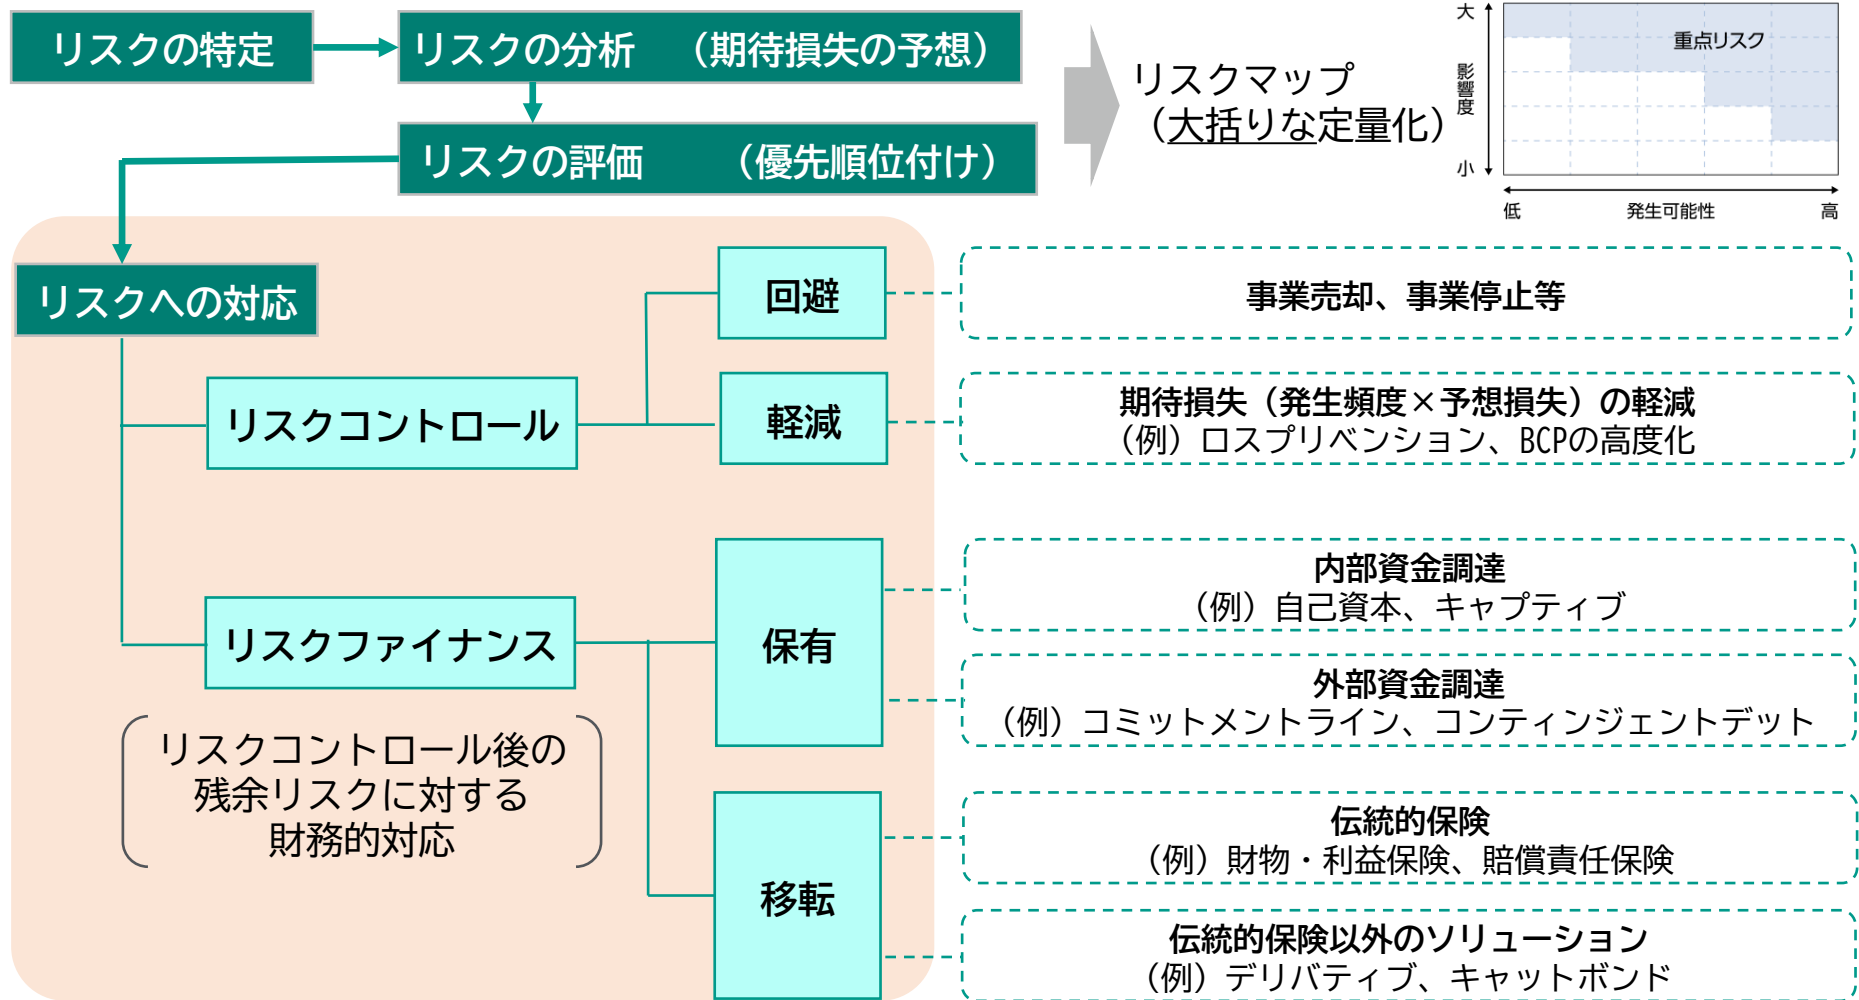 リスクの特定
リスクの分析　（期待損失の予想）
リスクの評価　　（優先順位付け）
リスクマップ
（大括りな定量化）
大
影響度
小
重点リスク
低
発生可能性
高
リスクへの対応
リスクコントロール
回避
事業売却、事業停止等
軽減
期待損失（発生頻度×予想損失）の軽減
（例）ロスプリベンション、BCPの高度化
リスクファイナンス
リスクコントロール後の
残余リスクに対する
財務的対応
保有
内部資金調達
（例）自己資本、キャプティブ
外部資金調達
（例）コミットメントライン、コンティンジェントデット
移転
伝統的保険
（例）財物・利益保険、賠償責任保険
伝統的保険以外のソリューション
（例）デリバティブ、キャットボンド